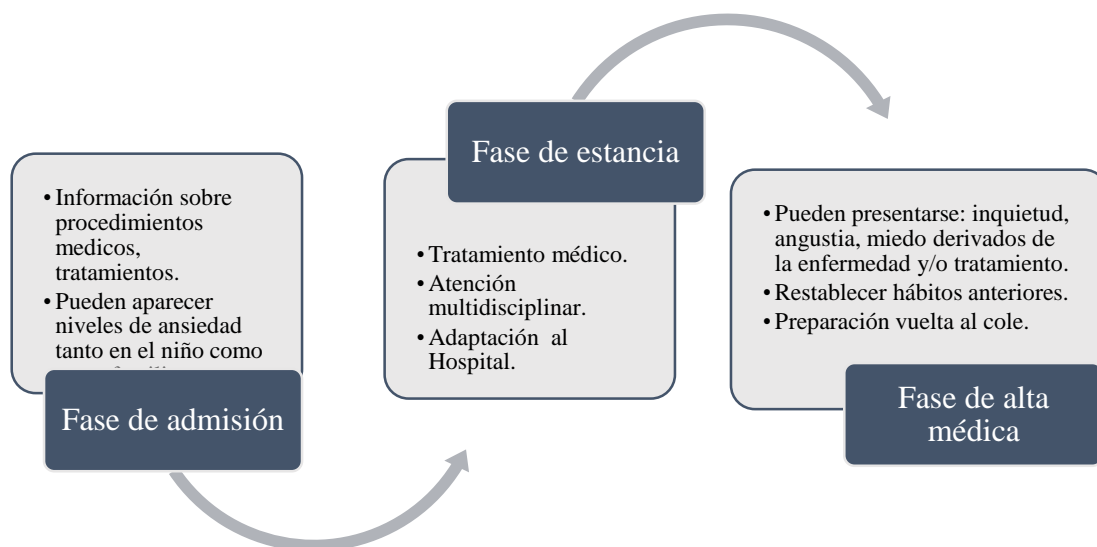 • Información sobre
procedimientos
medicos,
tratamientos.
• Pueden aparecer
niveles de ansiedad
tanto en el niño como
Fase de admisión
Fase de estancia
• Tratamiento médico.
• Atención
multidisciplinar.
• Adaptación al
Hospital.
• Pueden presentarse: inquietud,
angustia, miedo derivados de
la enfermedad y/o tratamiento.
• Restablecer hábitos anteriores.
• Preparación vuelta al cole.
Fase de alta
médica